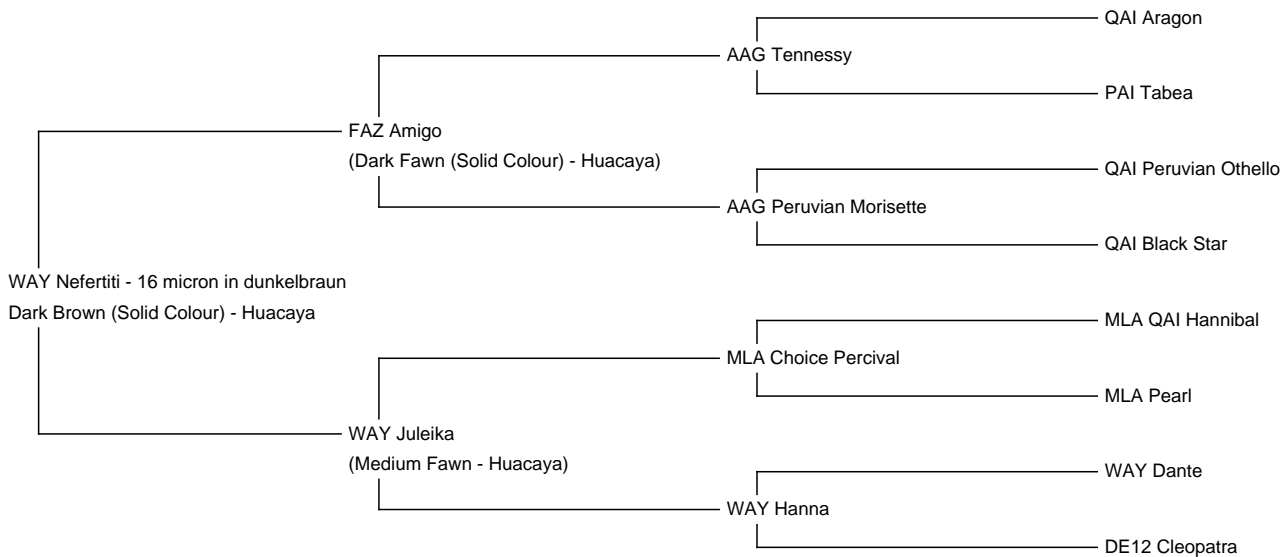 QAI Aragon
AAG Tennessy
PAI Tabea
FAZ Amigo
(Dark Fawn (Solid Colour) - Huacaya)
QAI Peruvian Othello
AAG Peruvian Morisette
QAI Black Star
WAY Nefertiti - 16 micron in dunkelbraun
Dark Brown (Solid Colour) - Huacaya
MLA QAI Hannibal
MLA Choice Percival
MLA Pearl
WAY Juleika
(Medium Fawn - Huacaya)
WAY Dante
WAY Hanna
DE12 Cleopatra